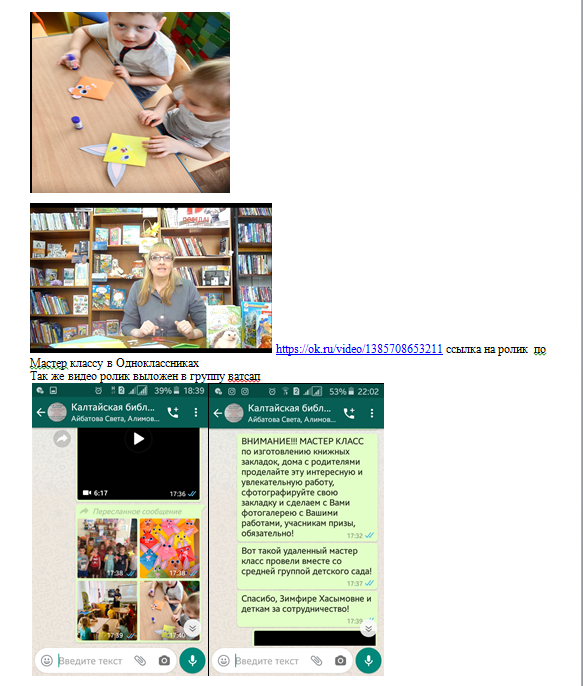 https://ok.ru/video/1385708653211 ссылка на ролик по
Мастер классу в Одноклассниках
Так же видео ролик выложен в группу ватсап
39% 18:39
Калтайская библ...
Айбатова Света, Алимов...
6:17
17:36
Пересланное сообщение
17:38
17:38
17:39
17:40
Введите текст
53% 22:02
Калтайская библ...
Айбатова Света, Алимов...
ВНИМАНИЕ!!! МАСТЕР КЛАСС
по изготовлению книжных
закладок, дома с родителями
проделайте эту интересную и
увлекательную работу,
сфотографируйте свою
закладку и сделаем с Вами
фотогалерею с Вашими
работами, учасникам призы,
обязательно!
17:32
Вот такой удаленный мастер
класс провели вместе со
средней группой детского сада!
17:37
Спасибо, Зимфире Хасымовне и
деткам за сотрудничество!
17:39
Введите текст